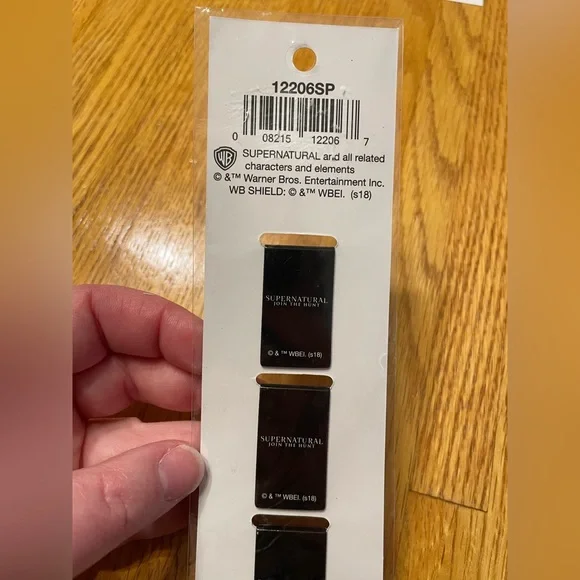 12206SP
0 08215 12206 7
WB
SUPERNATURAL and all related
characters and elements
© &™ Warner Bros. Entertainment Inc.
WB SHIELD: © &™ WBEI. (s18)
SUPERNATURAL
JOIN THE HUNT
© & ™ WBEI. (s18)
SUPERNATURAL
JOIN THE HUNT
© & ™ WBEI. (s18)